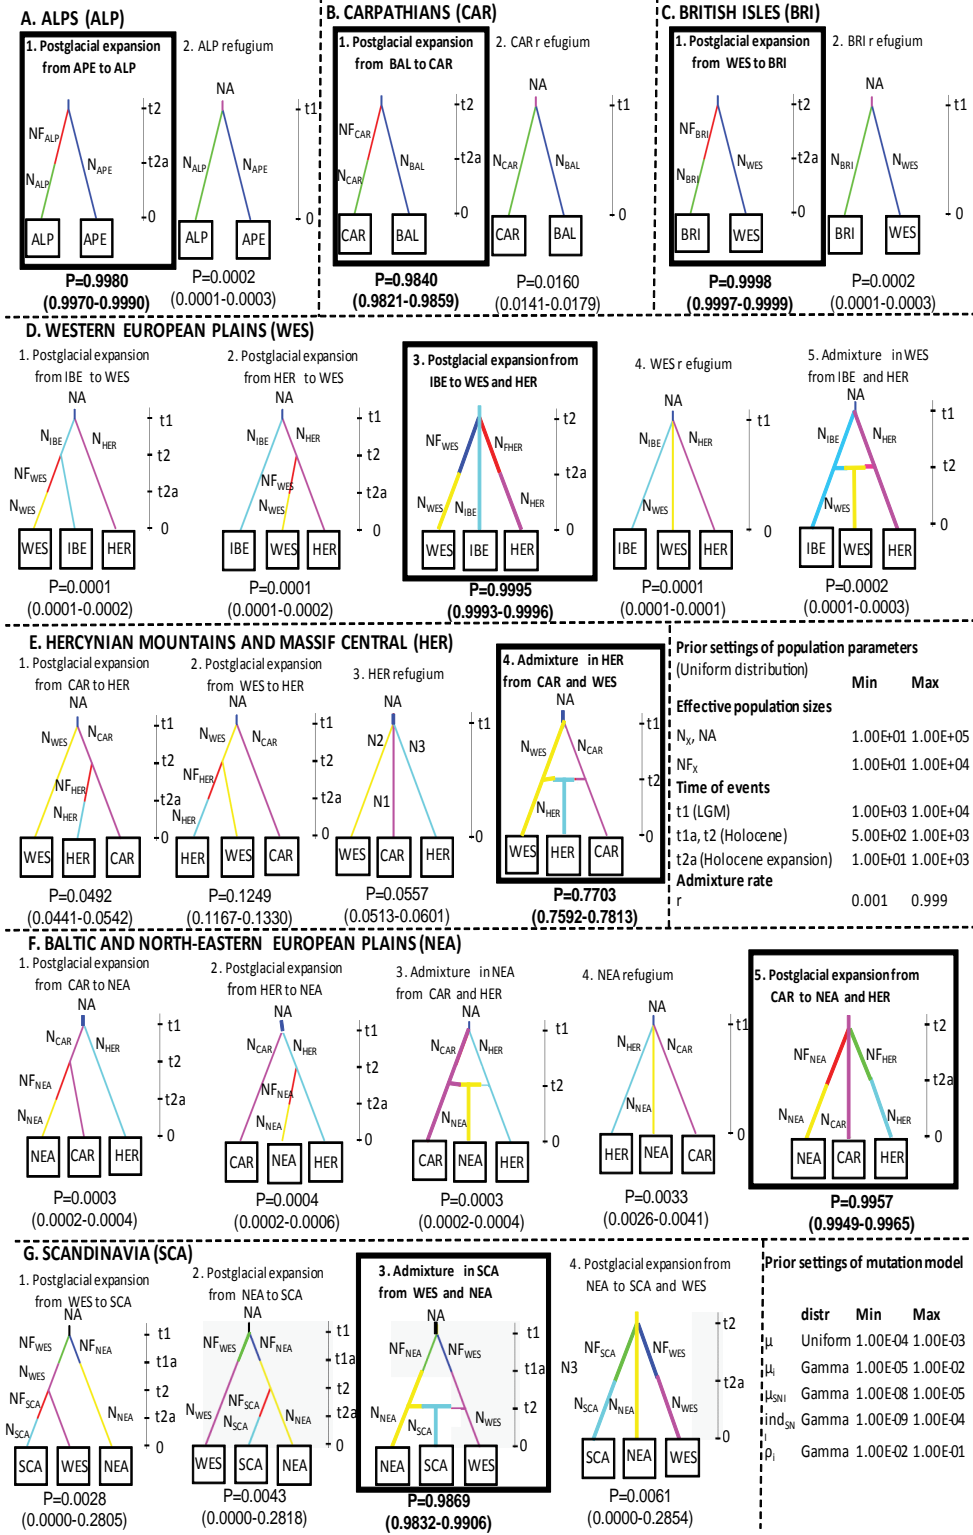 A. ALPS (ALP)
1. Postglacial expansion
from APE to ALP
t2
NF_ALP
t2a
N_ALP
N_APE
0
ALP
APE
P=0.9980
(0.9970-0.9990)
2. ALP refugium
NA
t1
N_ALP
N_APE
0
ALP
APE
P=0.0002
(0.0001-0.0003)
B. CARPATHIANS (CAR)
1. Postglacial expansion
from BAL to CAR
t2
NF_CAR
t2a
N_CAR
N_BAL
0
CAR
BAL
P=0.9840
(0.9821-0.9859)
2. CAR r efugium
NA
t1
N_CAR
N_BAL
0
CAR
BAL
P=0.0160
(0.0141-0.0179)
C. BRITISH ISLES (BRI)
1. Postglacial expansion
from WES to BRI
t2
NF_BRI
t2a
N_BRI
N_WES
0
BRI
WES
P=0.9998
(0.9997-0.9999)
2. BRI r efugium
NA
t1
N_BRI
N_WES
0
BRI
WES
P=0.0002
(0.0001-0.0003)
D. WESTERN EUROPEAN PLAINS (WES)
1. Postglacial expansion
from IBE to WES
NA
t1
N_IBE
N_HER
t2
NF_WES
t2a
N_WES
0
WES
IBE
HER
P=0.0001
(0.0001-0.0002)
2. Postglacial expansion
from HER to WES
NA
t1
N_IBE
N_HER
t2
NF_WES
t2a
N_WES
0
IBE
WES
HER
P=0.0001
(0.0001-0.0002)
3. Postglacial expansion from
IBE to WES and HER
t2
NF_WES
N_FHER
t2a
N_WES
N_IBE
N_HER
0
WES
IBE
HER
P=0.9995
(0.9993-0.9996)
4. WES r efugium
NA
t1
N_IBE
N_HER
N_WES
0
IBE
WES
HER
P=0.0001
(0.0001-0.0001)
5. Admixture in WES
from IBE and HER
NA
t1
N_IBE
N_HER
t2
N_WES
0
IBE
WES
HER
P=0.0002
(0.0001-0.0003)
E. HERCYNIAN MOUNTAINS AND MASSIF CENTRAL (HER)
1. Postglacial expansion
from CAR to HER
NA
t1
N_WES
N_CAR
t2
NF_HER
t2a
N_HER
0
WES
HER
CAR
P=0.0492
(0.0441-0.0542)
2. Postglacial expansion
from WES to HER
NA
t1
N_WES
N_CAR
t2
NF_HER
t2a
N_HER
0
HER
WES
CAR
P=0.1249
(0.1167-0.1330)
3. HER refugium
NA
t1
N2
N3
N1
0
WES
CAR
HER
P=0.0557
(0.0513-0.0601)
4. Admixture in HER
from CAR and WES
NA
t1
N_WES
N_CAR
t2
N_HER
0
WES
HER
CAR
P=0.7703
(0.7592-0.7813)
Prior settings of population parameters
(Uniform distribution)
Min Max
Effective population sizes
N_X, NA 1.00E+01 1.00E+05
NF_X 1.00E+01 1.00E+04
Time of events
t1 (LGM) 1.00E+03 1.00E+04
t1a, t2 (Holocene) 5.00E+02 1.00E+03
t2a (Holocene expansion) 1.00E+01 1.00E+03
Admixture rate
r 0.001 0.999
F. BALTIC AND NORTH-EASTERN EUROPEAN PLAINS (NEA)
1. Postglacial expansion
from CAR to NEA
NA
t1
N_CAR
N_HER
t2
NF_NEA
t2a
N_NEA
0
NEA
CAR
HER
P=0.0003
(0.0002-0.0004)
2. Postglacial expansion
from HER to NEA
NA
t1
N_CAR
N_HER
t2
NF_NEA
t2a
N_NEA
0
CAR
NEA
HER
P=0.0004
(0.0002-0.0006)
3. Admixture in NEA
from CAR and HER
NA
t1
N_CAR
N_HER
t2
N_NEA
0
CAR
NEA
HER
P=0.0003
(0.0002-0.0004)
4. NEA refugium
NA
t1
N_HER
N_CAR
N_NEA
0
HER
NEA
CAR
P=0.0033
(0.0026-0.0041)
5. Postglacial expansion from
CAR to NEA and HER
t2
NF_NEA
NF_HER
t2a
N_NEA
N_CAR
N_HER
0
NEA
CAR
HER
P=0.9957
(0.9949-0.9965)
G. SCANDINAVIA (SCA)
1. Postglacial expansion
from WES to SCA
NA
t1
NF_WES
NF_NEA
t1a
N_WES
t2
NF_SCA
t2a
N_SCA
N_NEA
0
SCA
WES
NEA
P=0.0028
(0.0000-0.2805)
2. Postglacial expansion
from NEA to SCA
NA
t1
NF_WES
NF_NEA
t1a
t2
NF_SCA
N_WES
N_SCA
N_NEA
t2a
0
WES
SCA
NEA
P=0.0043
(0.0000-0.2818)
3. Admixture in SCA
from WES and NEA
NA
t1
NF_NEA
NF_WES
t1a
N_NEA
t2
N_SCA
N_WES
0
NEA
SCA
WES
P=0.9869
(0.9832-0.9906)
4. Postglacial expansion from
NEA to SCA and WES
t2
NF_SCA
NF_WES
N3
t2a
N_SCA
N_NEA
N_WES
0
SCA
NEA
WES
P=0.0061
(0.0000-0.2854)
Prior settings of mutation model
distr Min Max
µ Uniform 1.00E-04 1.00E-03
µ_i Gamma 1.00E-05 1.00E-02
µ_SNI Gamma 1.00E-08 1.00E-05
ind_SN Gamma 1.00E-09 1.00E-04
I
p_i Gamma 1.00E-02 1.00E-01